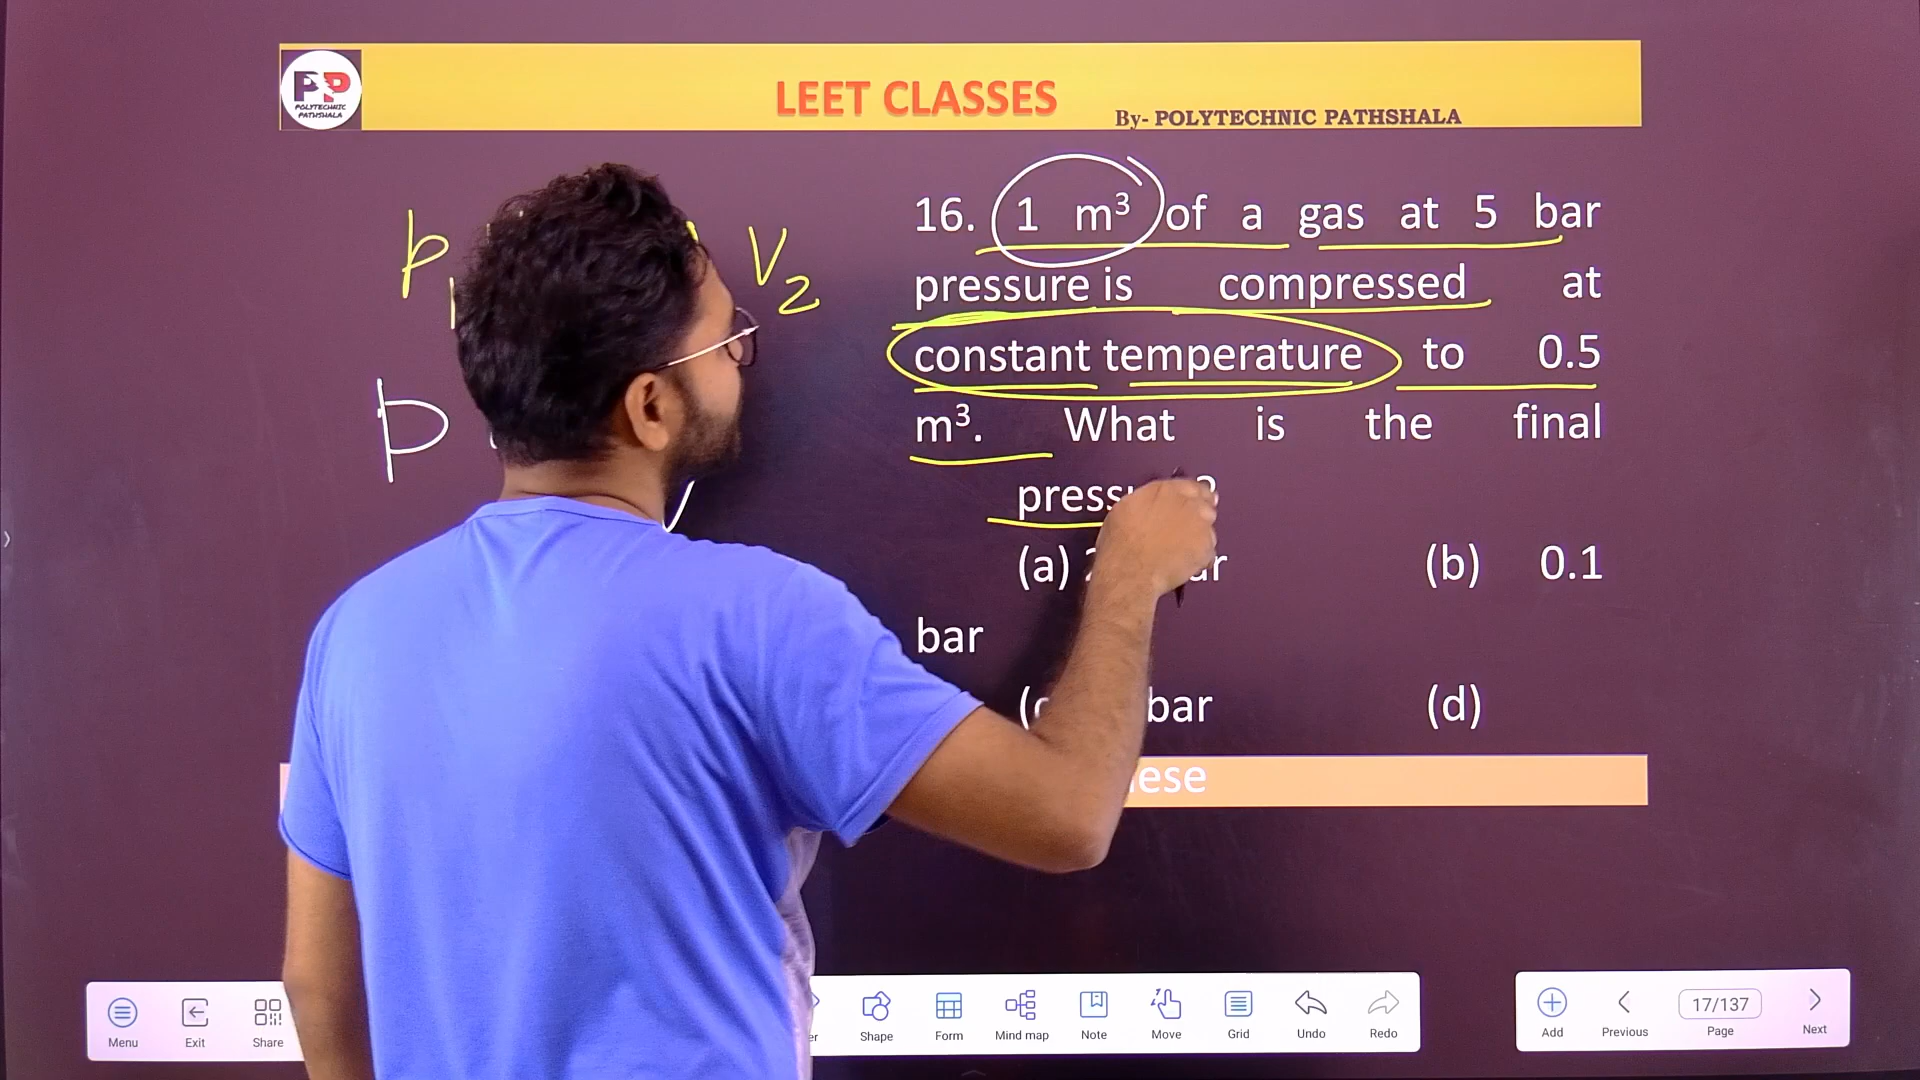 PP
POLYTECHNIC
PATHSHALA
LEET CLASSES
By- POLYTECHNIC PATHSHALA
P V2
P
16. 1 m³ of a gas at 5 bar
pressure is compressed at
constant temperature to 0.5
m³. What is the final
(a) (b) 0.1
bar
bar (d)
Menu Exit Share Shape Form Mind map Note Move Grid Undo Redo Add Previous 17/137 Page Next